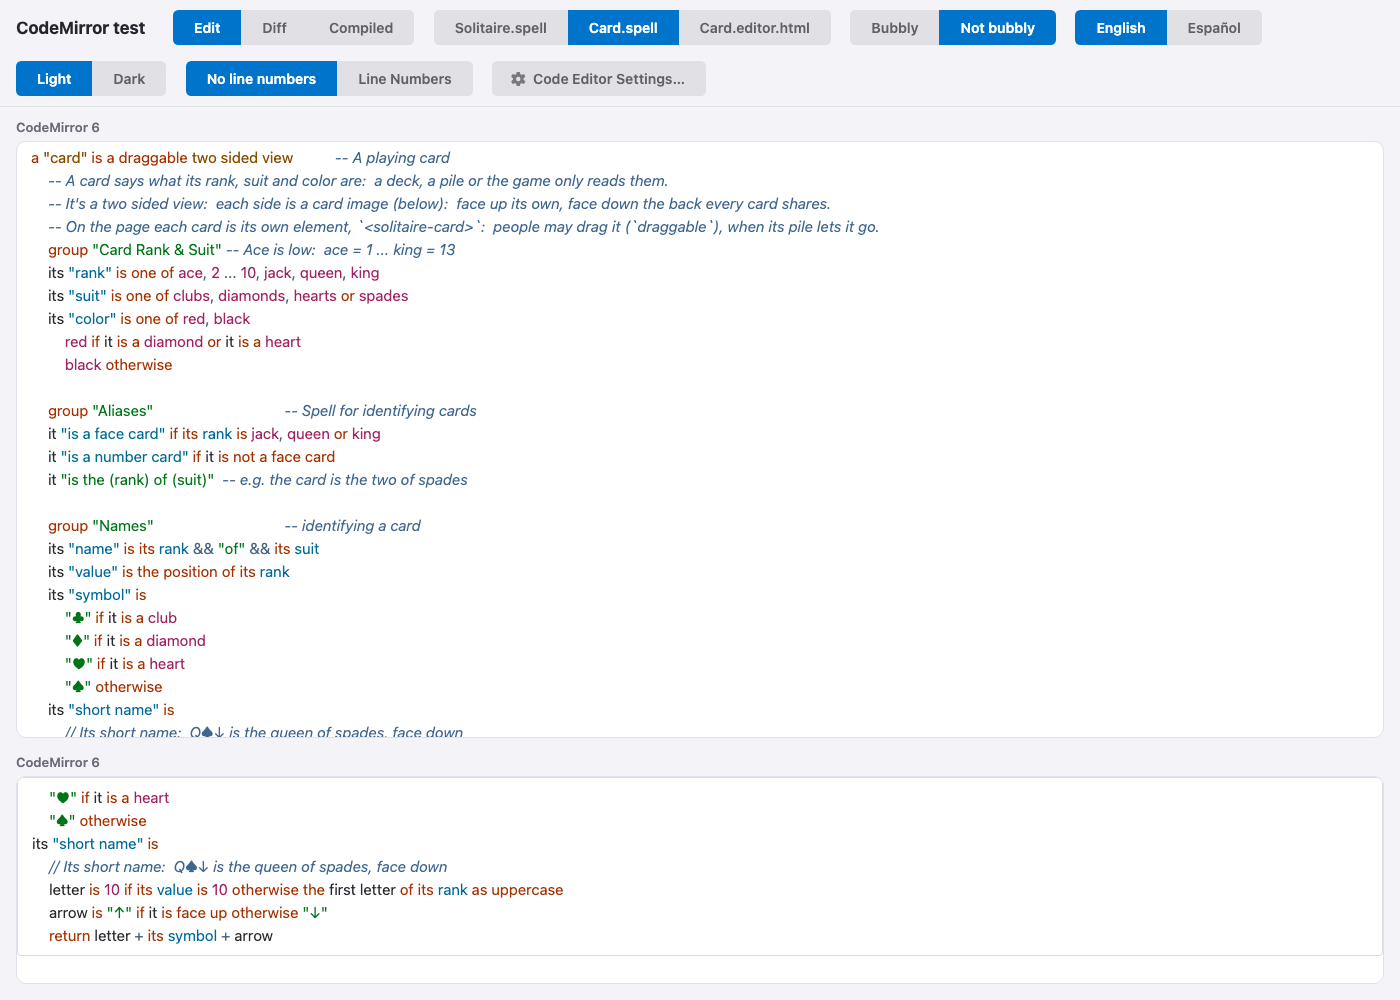 CodeMirror test
Edit Diff Compiled Solitaire.spell Card.spell Card.editor.html Bubbly Not bubbly English Español
Light Dark No line numbers Line Numbers Code Editor Settings...
CodeMirror 6
a "card" is a draggable two sided view -- A playing card
-- A card says what its rank, suit and color are:  a deck, a pile or the game only reads them.
-- It's a two sided view:  each side is a card image (below):  face up its own, face down the back every card shares.
-- On the page each card is its own element, `<solitaire-card>`:  people may drag it (`draggable`), when its pile lets it go.
group "Card Rank & Suit" -- Ace is low:  ace = 1 ... king = 13
its "rank" is one of ace, 2 ... 10, jack, queen, king
its "suit" is one of clubs, diamonds, hearts or spades
its "color" is one of red, black
red if it is a diamond or it is a heart
black otherwise
group "Aliases" -- Spell for identifying cards
it "is a face card" if its rank is jack, queen or king
it "is a number card" if it is not a face card
it "is the (rank) of (suit)" -- e.g. the card is the two of spades
group "Names" -- identifying a card
its "name" is its rank && "of" && its suit
its "value" is the position of its rank
its "symbol" is
"♣" if it is a club
"♦" if it is a diamond
"♥" if it is a heart
"♠" otherwise
its "short name" is
// Its short name:  Q♠↓ is the queen of spades, face down
CodeMirror 6
"♥" if it is a heart
"♠" otherwise
its "short name" is
// Its short name:  Q♠↓ is the queen of spades, face down
letter is 10 if its value is 10 otherwise the first letter of its rank as uppercase
arrow is "↑" if it is face up otherwise "↓"
return letter + its symbol + arrow